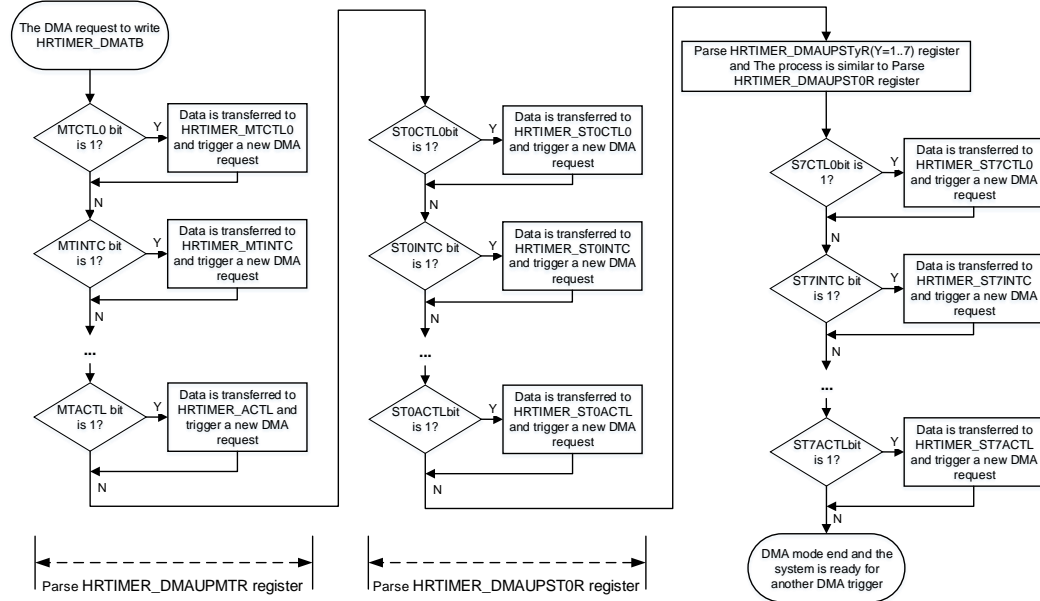 The DMA request to write
HRTIMER_DMATB
MTCTL0 bit
is 1?
Y
Data is transferred to
HRTIMER_MTCTL0
and trigger a new DMA
request
N
MTINTC bit
is 1?
Y
Data is transferred to
HRTIMER_MTINTC
and trigger a new DMA
request
N
...
MTACTL bit
is 1?
Y
Data is transferred to
HRTIMER_ACTL and
trigger a new DMA
request
N
Parse HRTIMER_DMAUPMTR register
ST0CTL0bit
is 1?
Y
Data is transferred to
HRTIMER_ST0CTL0
and trigger a new DMA
request
N
ST0INTC bit
is 1?
Y
Data is transferred to
HRTIMER_ST0INTC
and trigger a new DMA
request
N
...
ST0ACTLbit
is 1?
Y
Data is transferred to
HRTIMER_ST0ACTL
and trigger a new DMA
request
N
Parse HRTIMER_DMAUPST0R register
Parse HRTIMER_DMAUPSTyR(Y=1..7) register
and The process is similar to Parse
HRTIMER_DMAUPST0R register
S7CTL0bit is
1?
Y
Data is transferred to
HRTIMER_ST7CTL0
and trigger a new DMA
request
N
ST7INTC bit
is 1?
Y
Data is transferred to
HRTIMER_ST7INTC
and trigger a new DMA
request
N
...
ST7ACTLbit
is 1?
Y
Data is transferred to
HRTIMER_ST7ACTL
and trigger a new DMA
request
N
DMA mode end and the
system is ready for
another DMA trigger